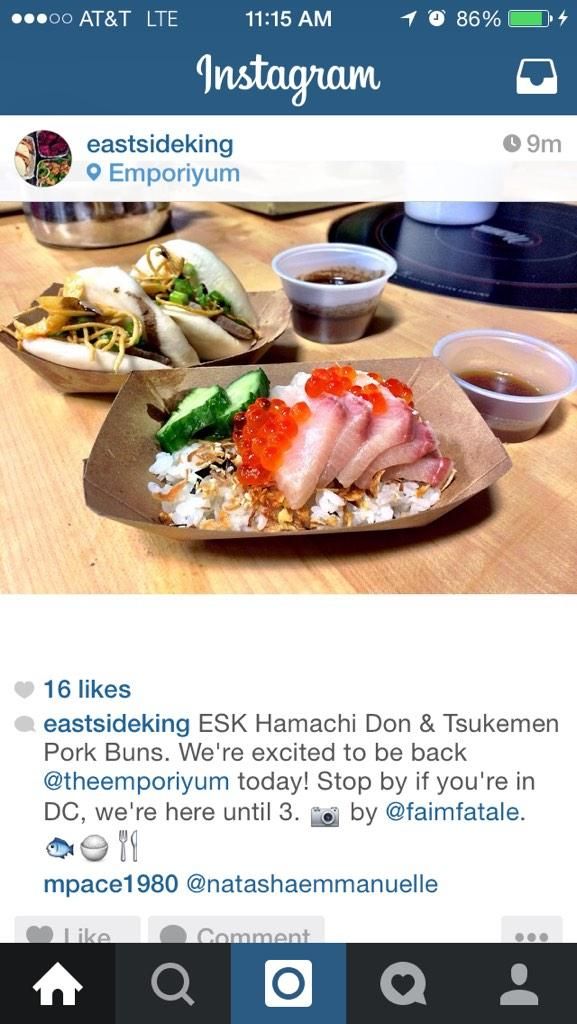 AT&T LTE 11:15 AM 86%
Instagram
eastsideking 9m
Emporiyum
16 likes
eastsideking ESK Hamachi Don & Tsukemen
Pork Buns. We're excited to be back
@theemporiyum today! Stop by if you're in
DC, we're here until 3. 📷 by @faimfatale.
🐟🍚🍴
mpace1980 @natashaemmanuelle
Like Comment